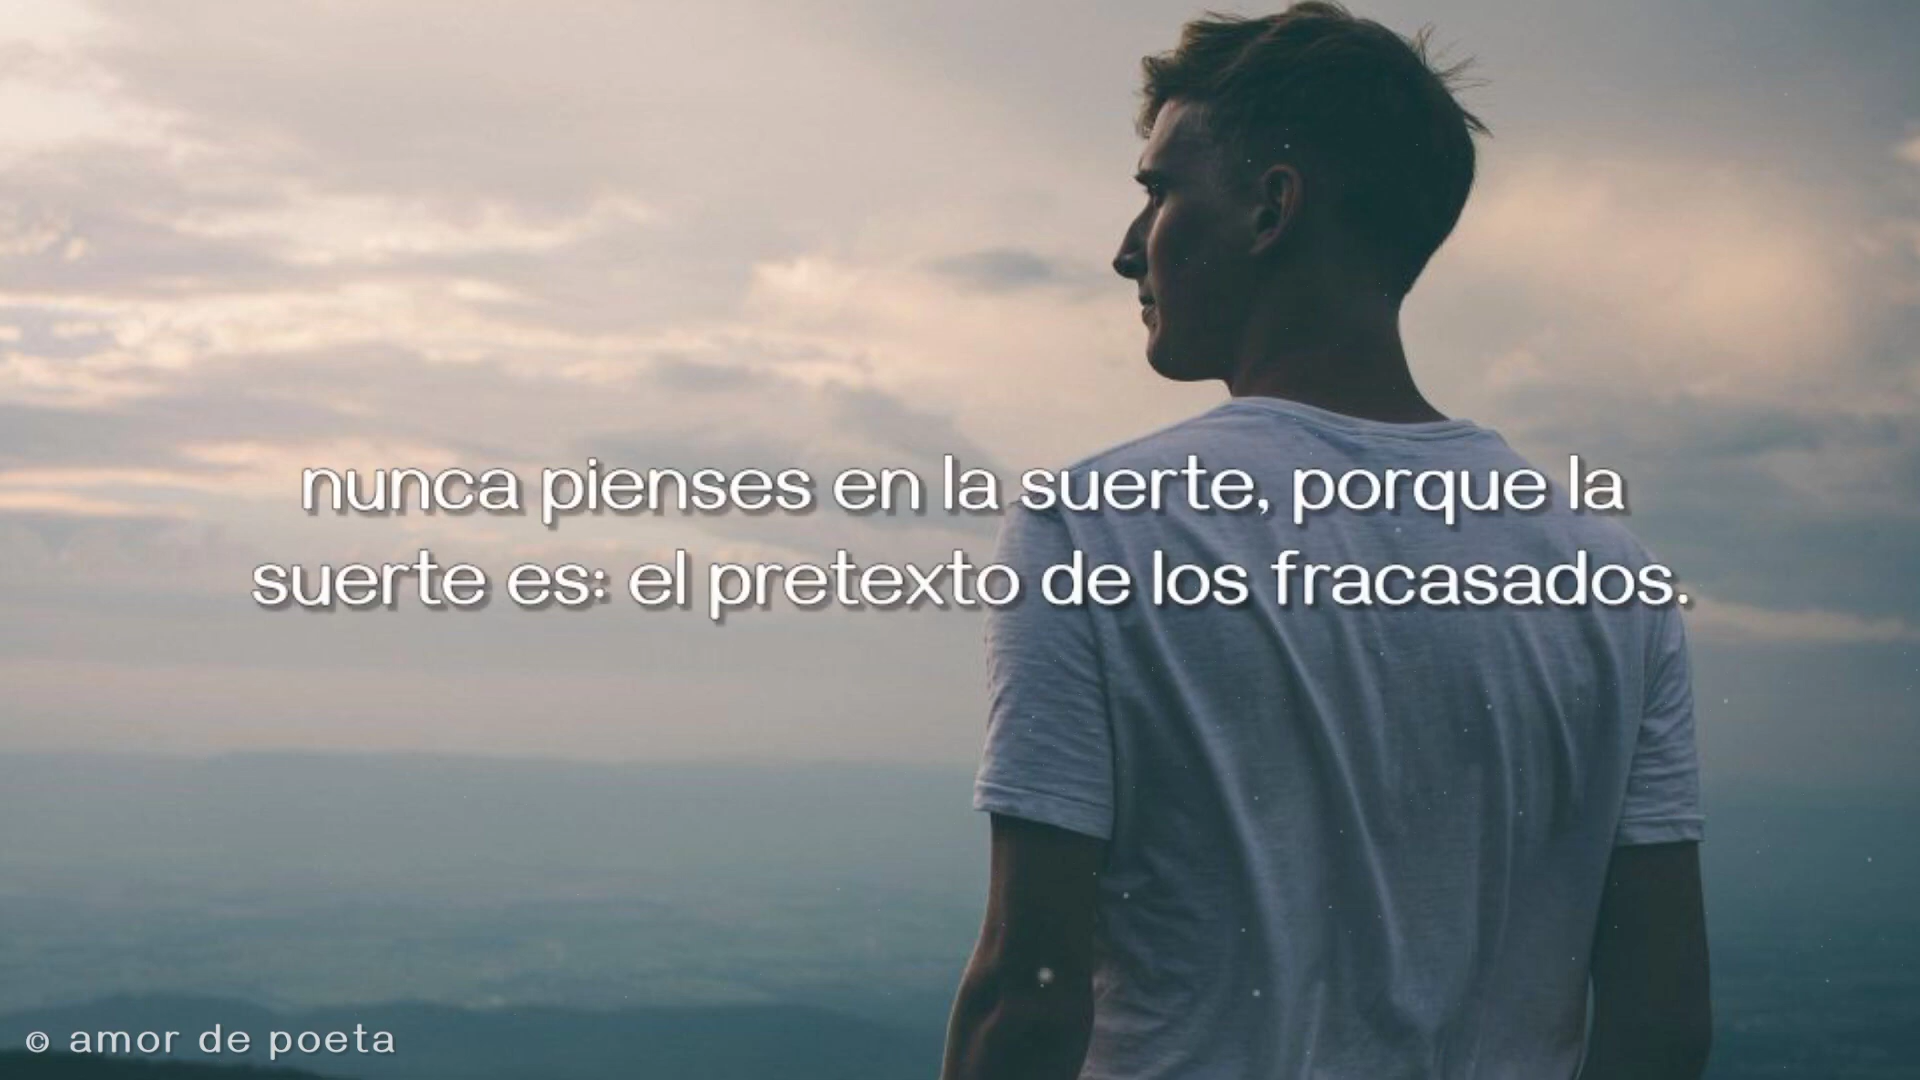 nunca pienses en la suerte, porque la
suerte es: el pretexto de los fracasados.
© amor de poeta